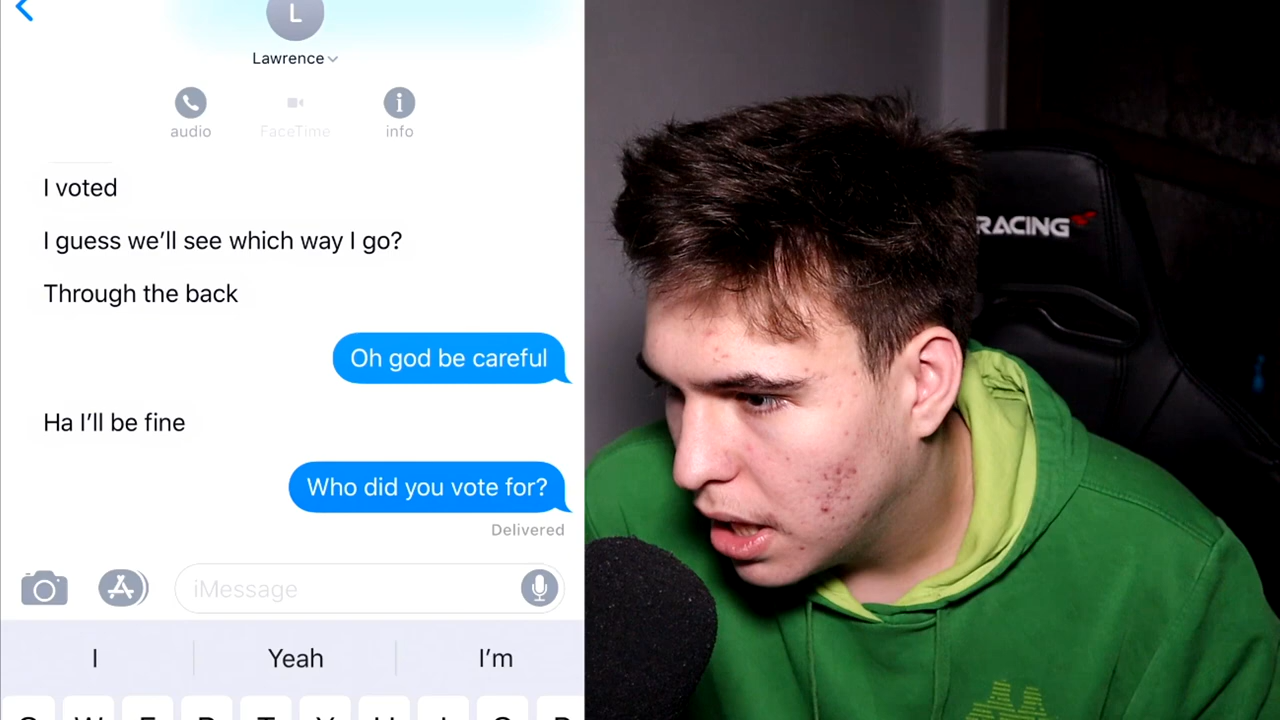 L
Lawrence
audio
FaceTime
info
I voted
I guess we’ll see which way I go?
Through the back
Oh god be careful
Ha I’ll be fine
Who did you vote for?
Delivered
iMessage
I
Yeah
I’m
RACING